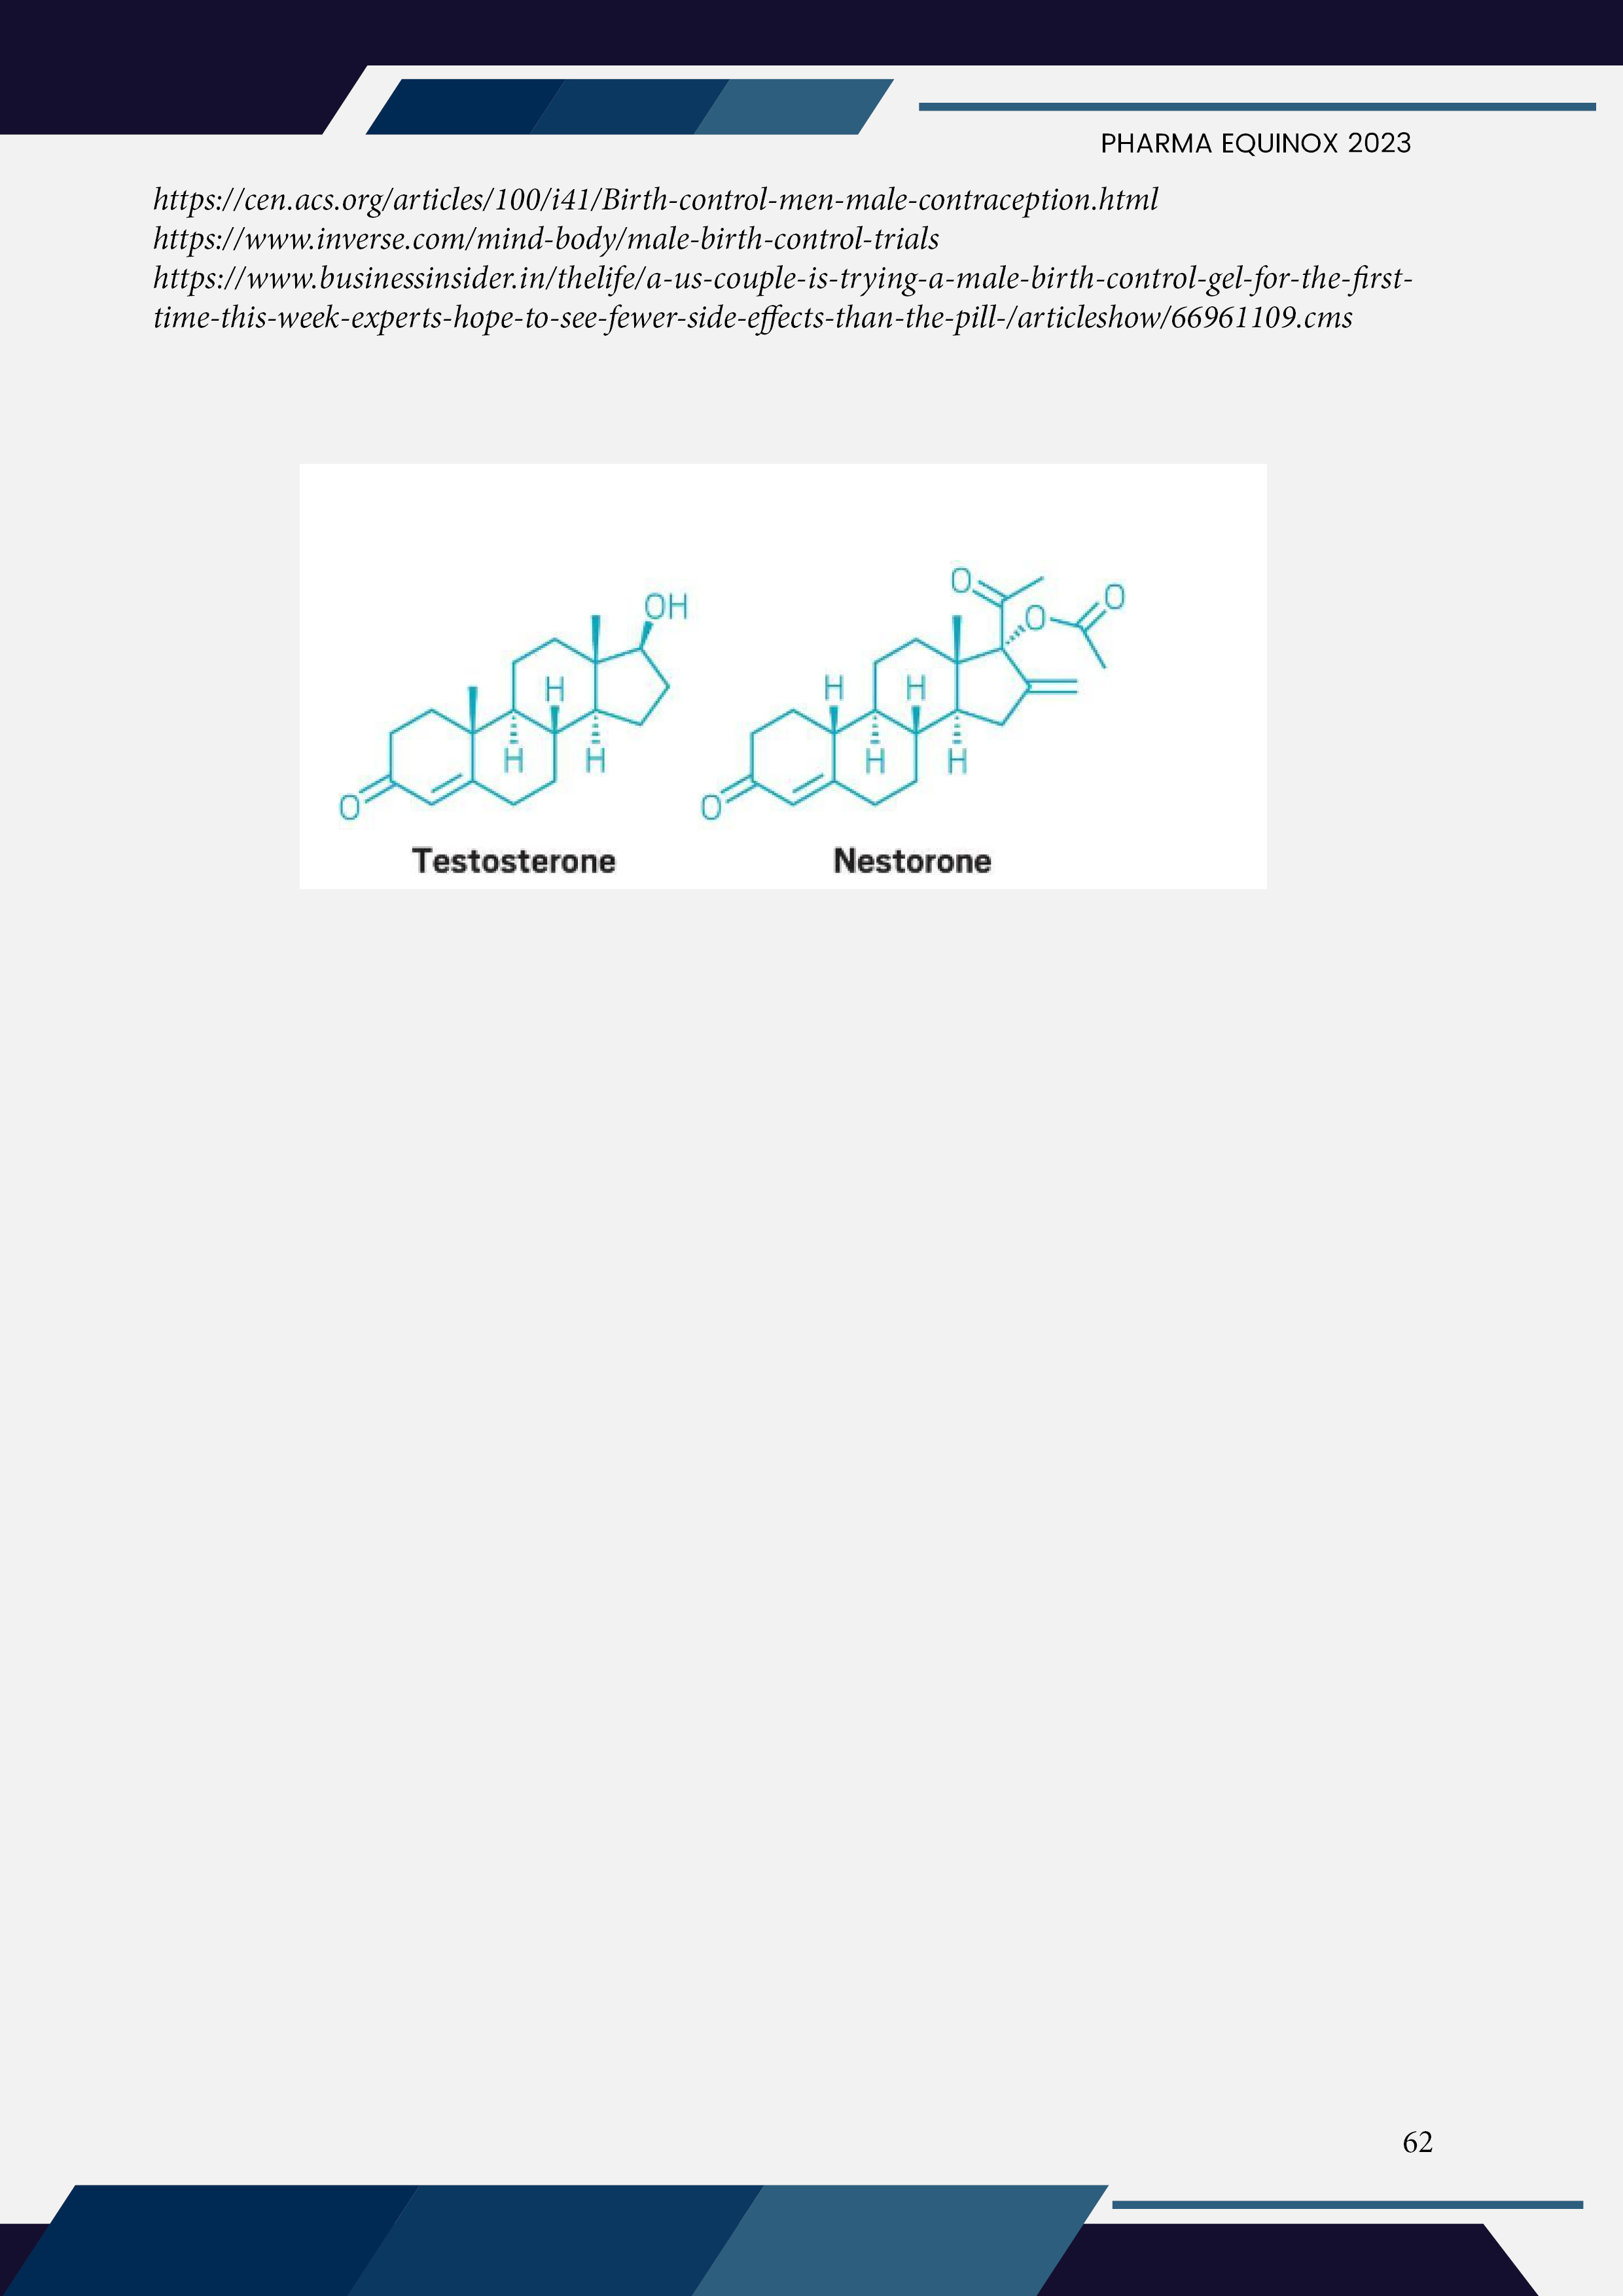 PHARMA EQUINOX 2023
https://cen.acs.org/articles/100/i41/Birth-control-men-male-contraception.html
https://www.inverse.com/mind-body/male-birth-control-trials
https://www.businessinsider.in/thelife/a-us-couple-is-trying-a-male-birth-control-gel-for-the-first-
time-this-week-experts-hope-to-see-fewer-side-effects-than-the-pill-/articleshow/66961109.cms
O O
OH O
H H H
H H H H
O O
Testosterone Nestorone
62